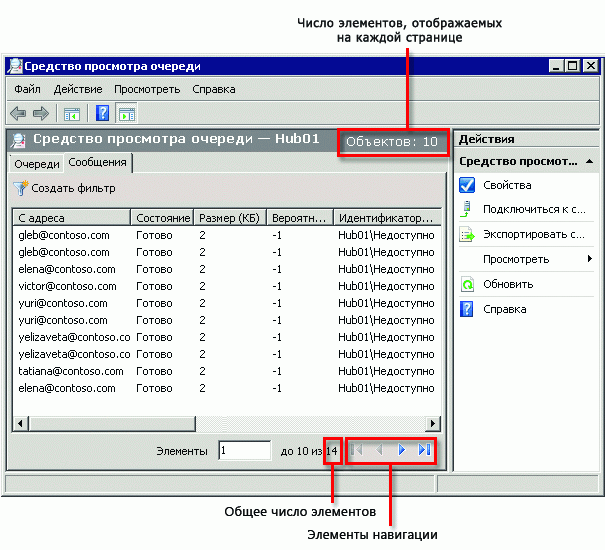 Число элементов, отображаемых
на каждой странице
Средство просмотра очереди
Файл Действие Просмотреть Справка
Средство просмотра очереди — Hub01 Объектов: 10
Очереди Сообщения
Создать фильтр
С адреса Состояние Размер (КБ) Вероятн... Идентификатор...
gleb@contoso.com Готово 2 -1 Hub01\Недоступно
gleb@contoso.com Готово 2 -1 Hub01\Недоступно
elena@contoso.com Готово 2 -1 Hub01\Недоступно
victor@contoso.com Готово 2 -1 Hub01\Недоступно
yuri@contoso.com Готово 2 -1 Hub01\Недоступно
yuri@contoso.com Готово 2 -1 Hub01\Недоступно
yelizaveta@contoso.co Готово 2 -1 Hub01\Недоступно
yelizaveta@contoso.co Готово 2 -1 Hub01\Недоступно
tatiana@contoso.com Готово 2 -1 Hub01\Недоступно
elena@contoso.com Готово 2 -1 Hub01\Недоступно
Элементы 1 до 10 из 14
Действия
Средство просмот...
Свойства
Подключиться к с...
Экспортировать с...
Просмотреть
Обновить
Справка
Общее число элементов
Элементы навигации